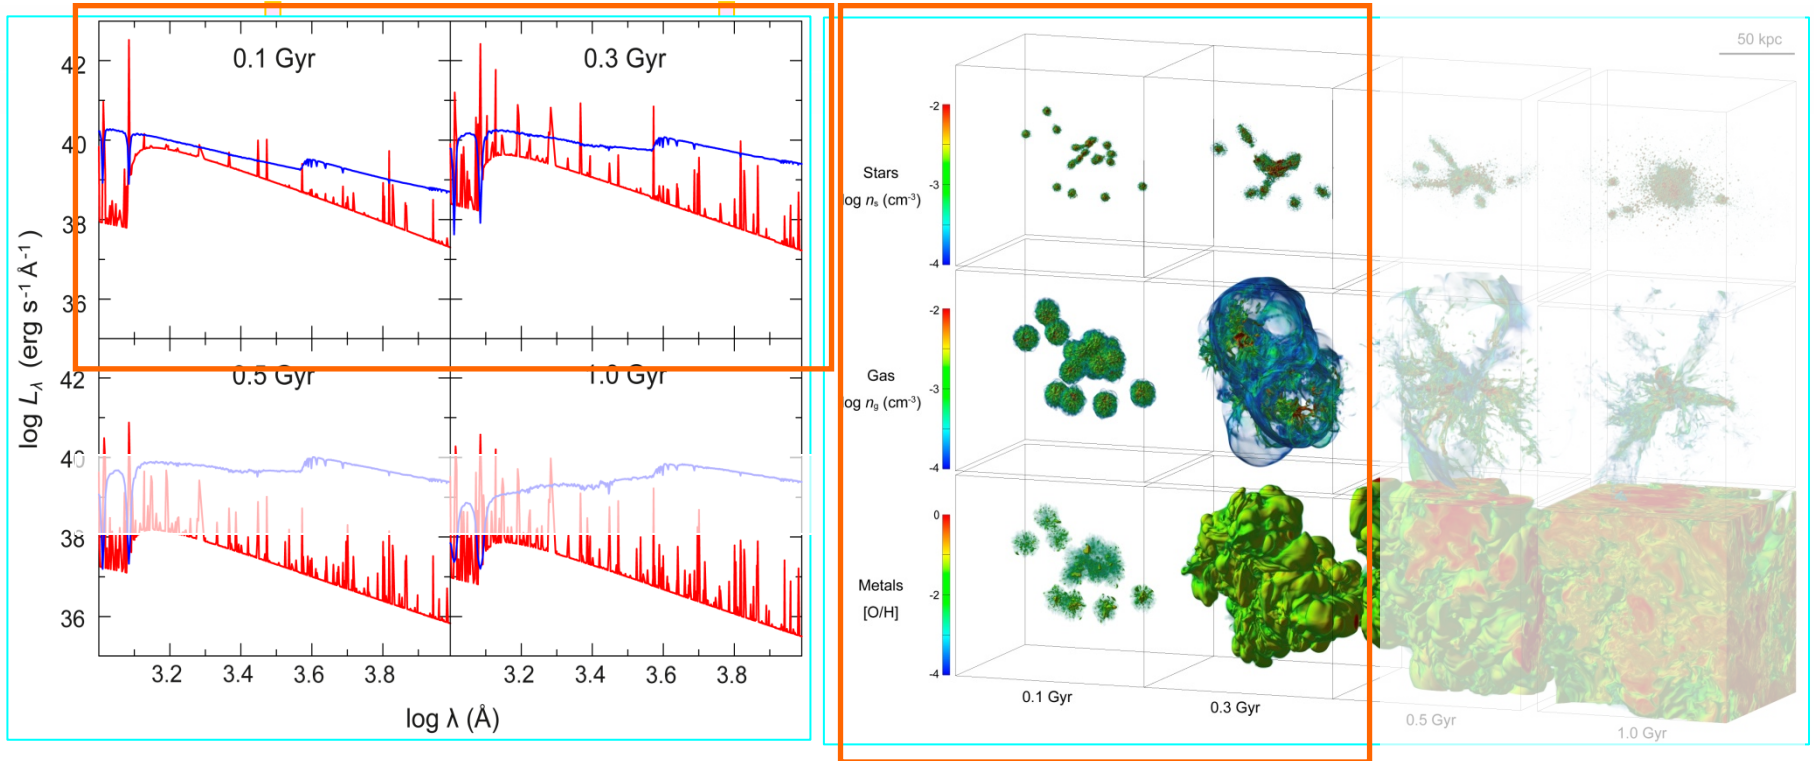 0.1 Gyr
0.3 Gyr
42
40
38
36
0.5 Gyr
1.0 Gyr
42
40
38
36
3.2
3.4
3.6
3.8
3.2
3.4
3.6
3.8
log λ (Å)
log Lλ (erg s-1 Å-1)
50 kpc
Stars
log ns (cm-3)
-2
-3
-4
Gas
log ng (cm-3)
-2
-3
-4
Metals
[O/H]
0
-2
-4
0.1 Gyr
0.3 Gyr
0.5 Gyr
1.0 Gyr